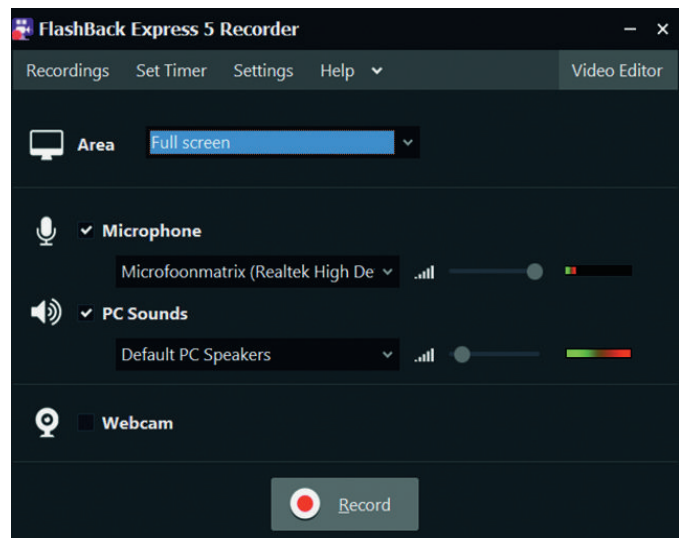 FlashBack Express 5 Recorder
Recordings Set Timer Settings Help Video Editor
Area Full screen
Microphone
Microfoonmatrix (Realtek High De
PC Sounds
Default PC Speakers
Webcam
Record